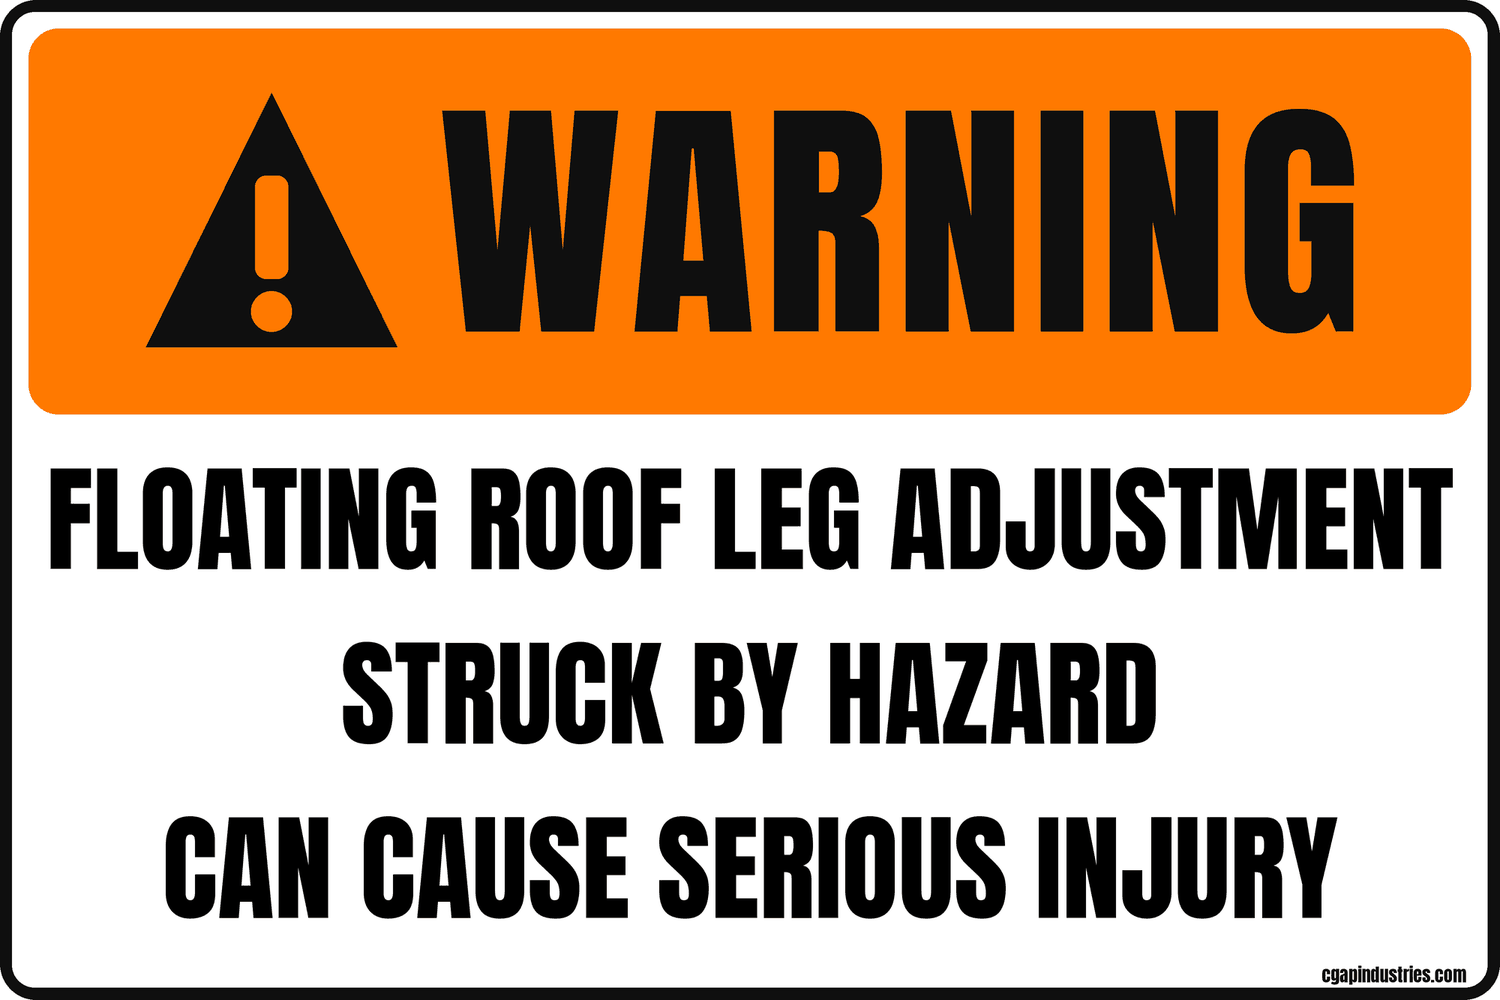 WARNING
FLOATING ROOF LEG ADJUSTMENT
STRUCK BY HAZARD
CAN CAUSE SERIOUS INJURY
cgapindustries.com